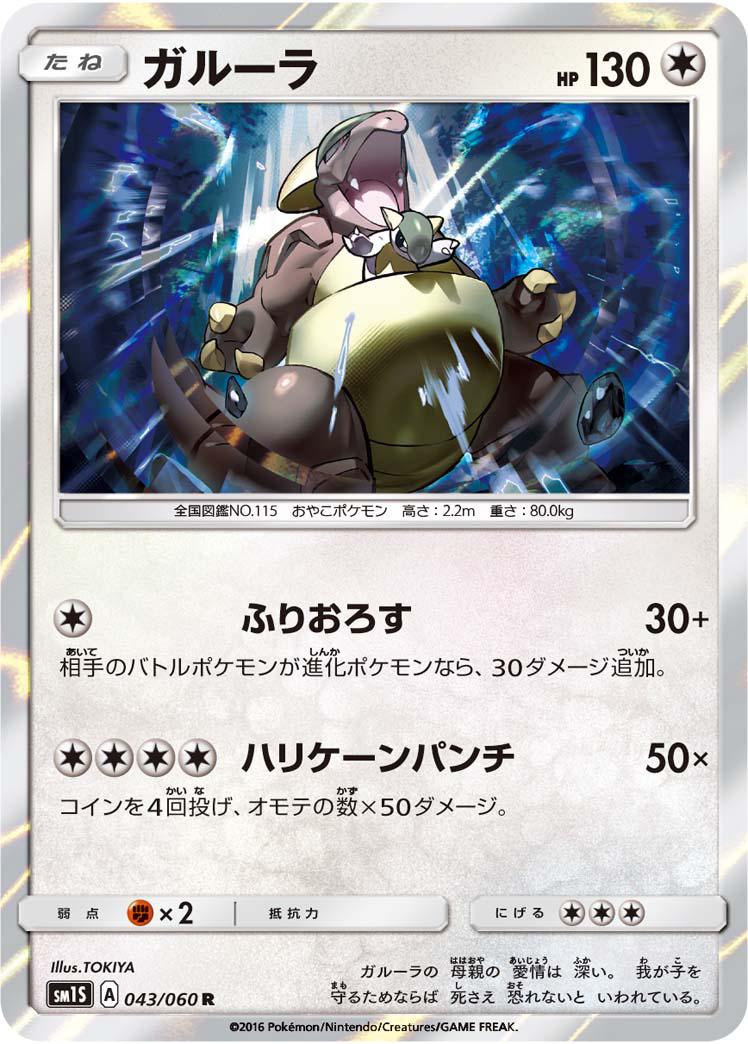 たね ガルーラ HP 130
全国図鑑NO.115 おやこポケモン 高さ:2.2m 重さ:80.0kg
ふりおろす 30+
相手のバトルポケモンが進化ポケモンなら、30ダメージ追加。
ハリケーンパンチ 50×
コインを4回投げ、オモテの数×50ダメージ。
弱点 ×2 抵抗力 にげる
Illus.TOKIYA
ガルーラの 母親の 愛情は 深い。 我が子を
守るためならば 死さえ 恐れないと いわれている。
SM1S A 043/060 R
©2016 Pokémon/Nintendo/Creatures/GAME FREAK.